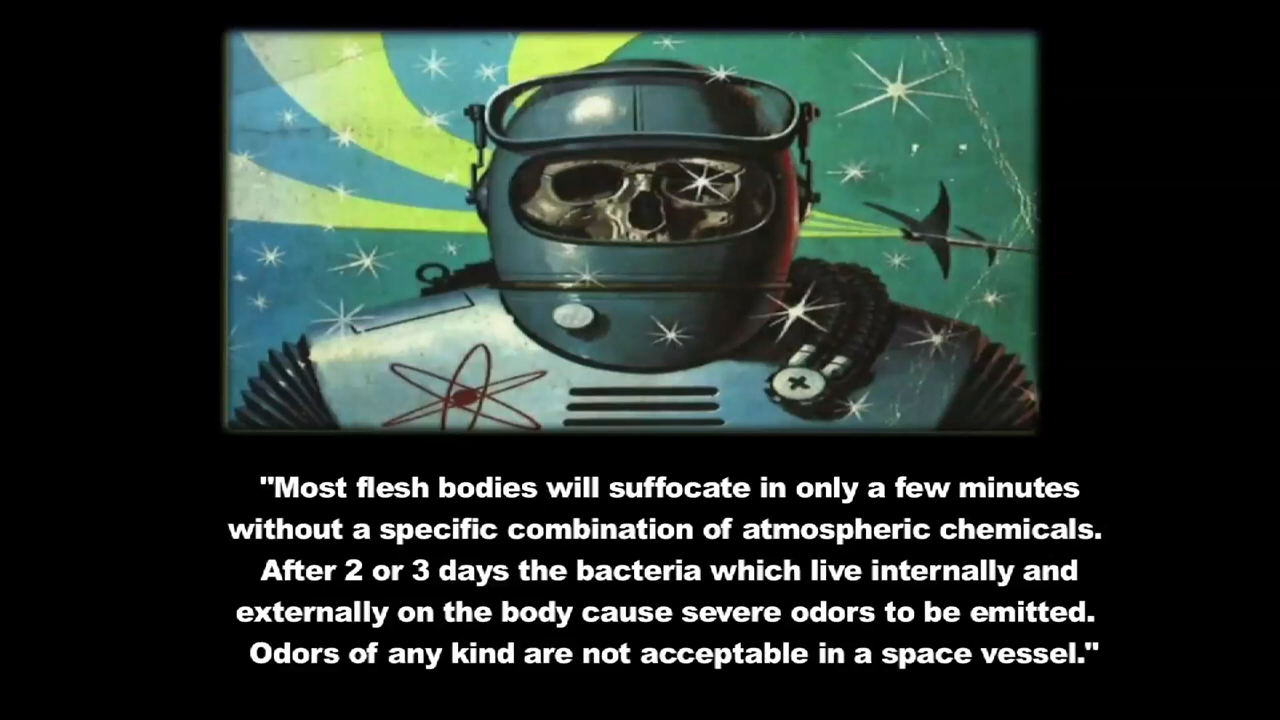 "Most flesh bodies will suffocate in only a few minutes
without a specific combination of atmospheric chemicals.
After 2 or 3 days the bacteria which live internally and
externally on the body cause severe odors to be emitted.
Odors of any kind are not acceptable in a space vessel."